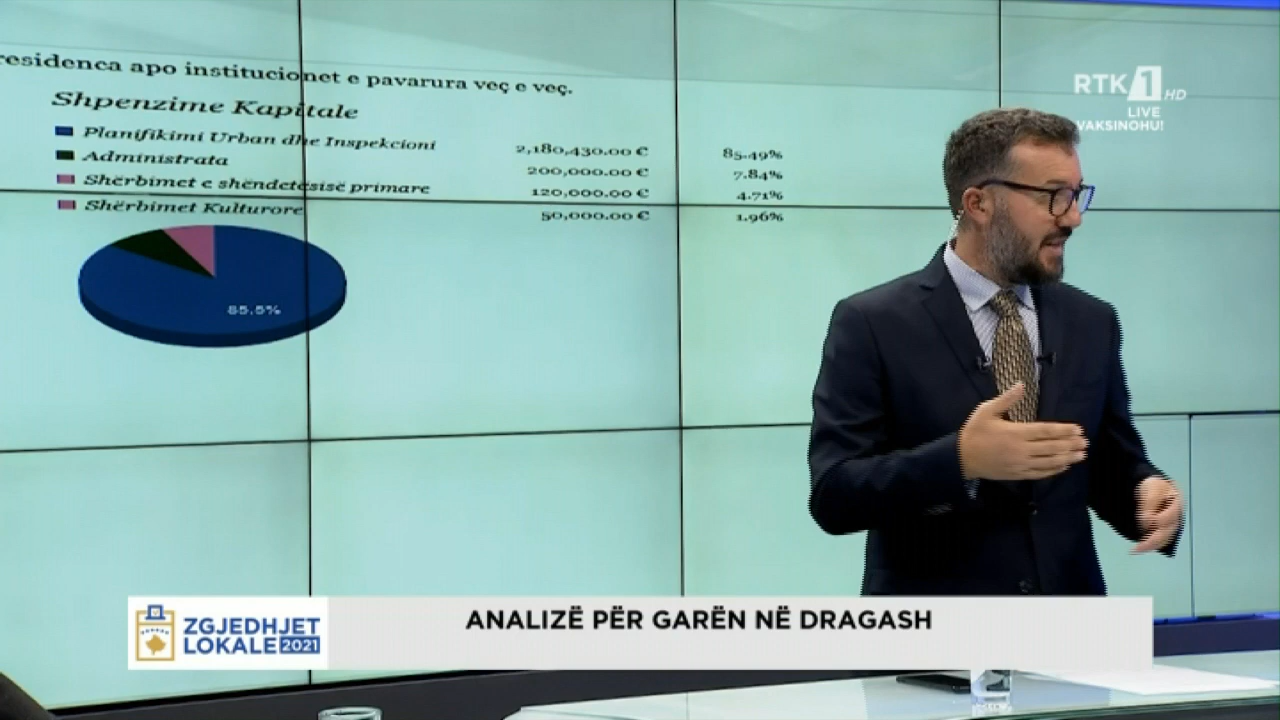 residenca apo institucionet e pavarura veç e veç.
Shpenzime Kapitale
Planifikimi Urban dhe Inspekcioni 2,180,430.00 € 85.49%
Administrata 200,000.00 € 7.84%
Shërbimet e shëndetësisë primare 120,000.00 € 4.71%
Shërbimet Kulturore 50,000.00 € 1.96%
85.5%
RTK 1 HD
LIVE
VAKSINOHU!
ZGJEDHJET
LOKALE 2021
ANALIZË PËR GARËN NË DRAGASH